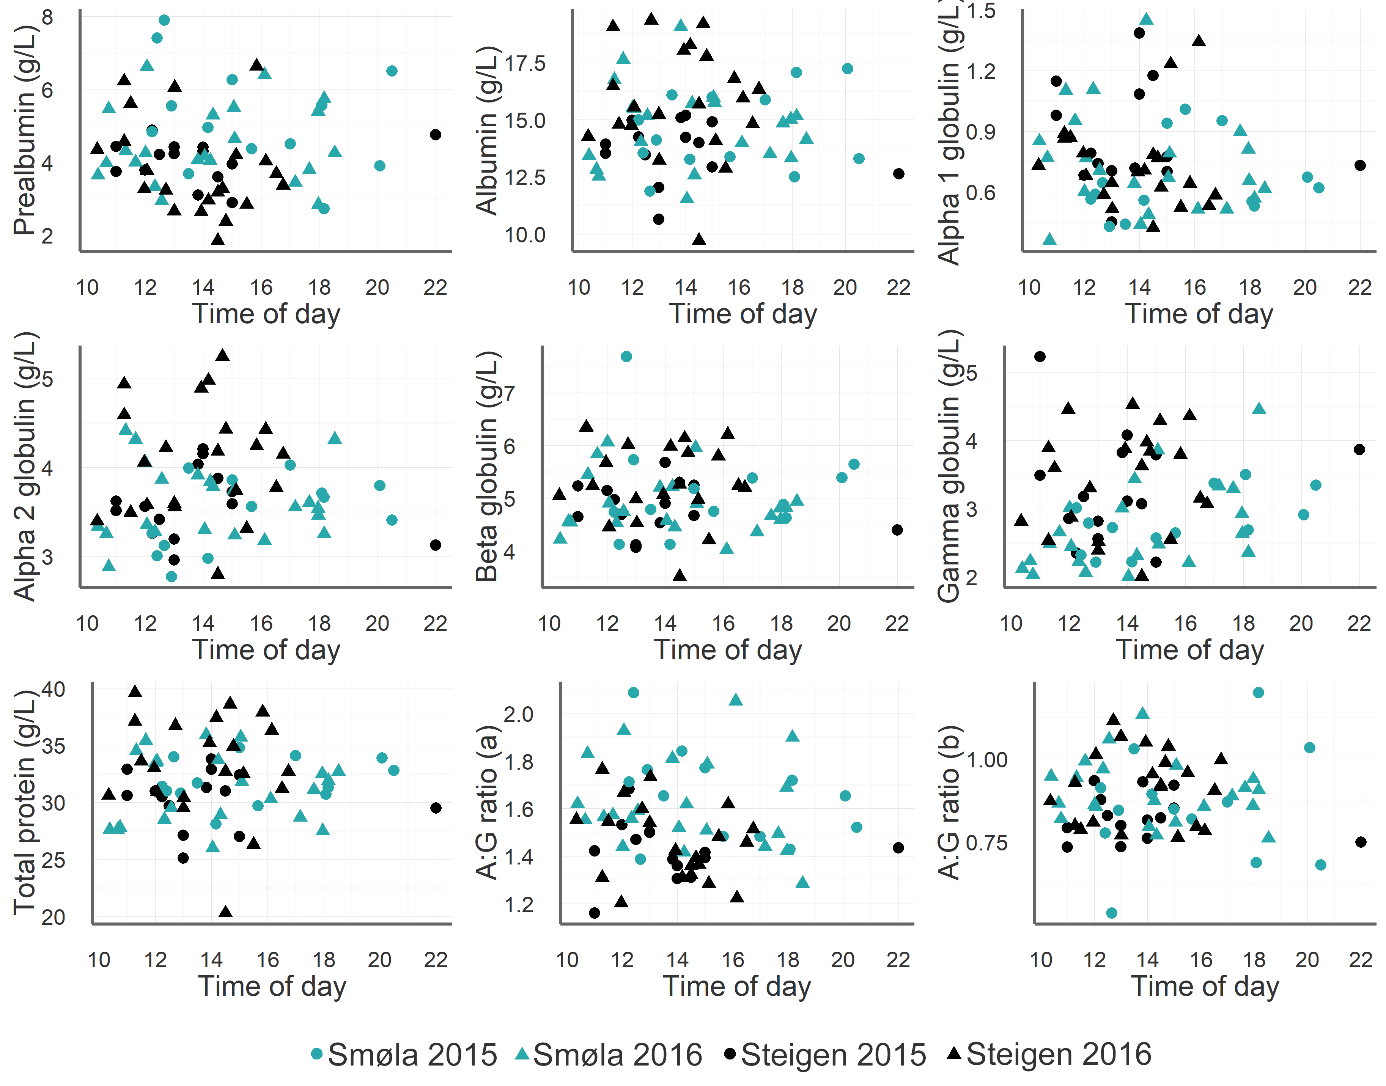 Prealbumin (g/L)
8
6
4
2
10 12 14 16 18 20 22
Time of day
Albumin (g/L)
17.5
15.0
12.5
10.0
10 12 14 16 18 20 22
Time of day
Alpha 1 globulin (g/L)
1.5
1.2
0.9
0.6
10 12 14 16 18 20 22
Time of day
Alpha 2 globulin (g/L)
5
4
3
10 12 14 16 18 20 22
Time of day
Beta globulin (g/L)
7
6
5
4
10 12 14 16 18 20 22
Time of day
Gamma globulin (g/L)
5
4
3
2
10 12 14 16 18 20 22
Time of day
Total protein (g/L)
40
35
30
25
20
10 12 14 16 18 20 22
Time of day
A:G ratio (a)
2.0
1.8
1.6
1.4
1.2
10 12 14 16 18 20 22
Time of day
A:G ratio (b)
1.00
0.75
10 12 14 16 18 20 22
Time of day
Smøla 2015 Smøla 2016 Steigen 2015 Steigen 2016